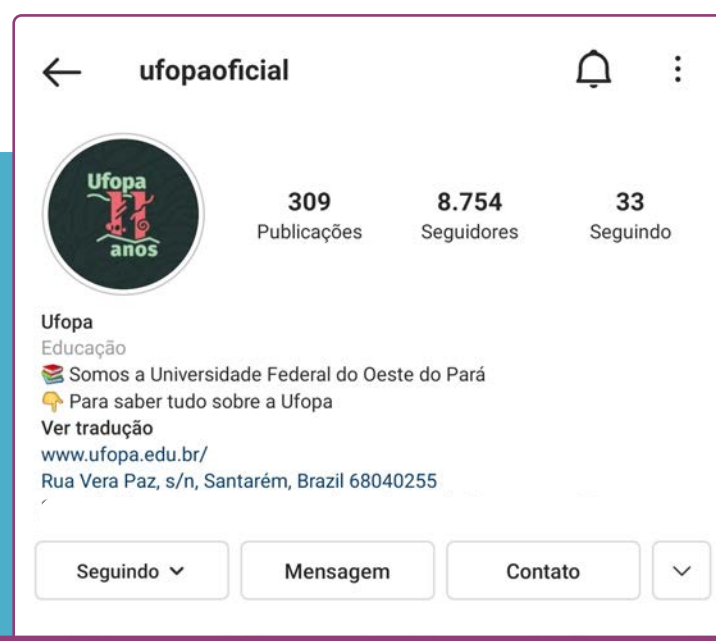 ufopaoficial
Ufopa
11
anos
309
8.754
33
Publicações
Seguidores
Seguindo
Ufopa
Educação
📚 Somos a Universidade Federal do Oeste do Pará
👇 Para saber tudo sobre a Ufopa
Ver tradução
www.ufopa.edu.br/
Rua Vera Paz, s/n, Santarém, Brazil 68040255
Seguindo
Mensagem
Contato